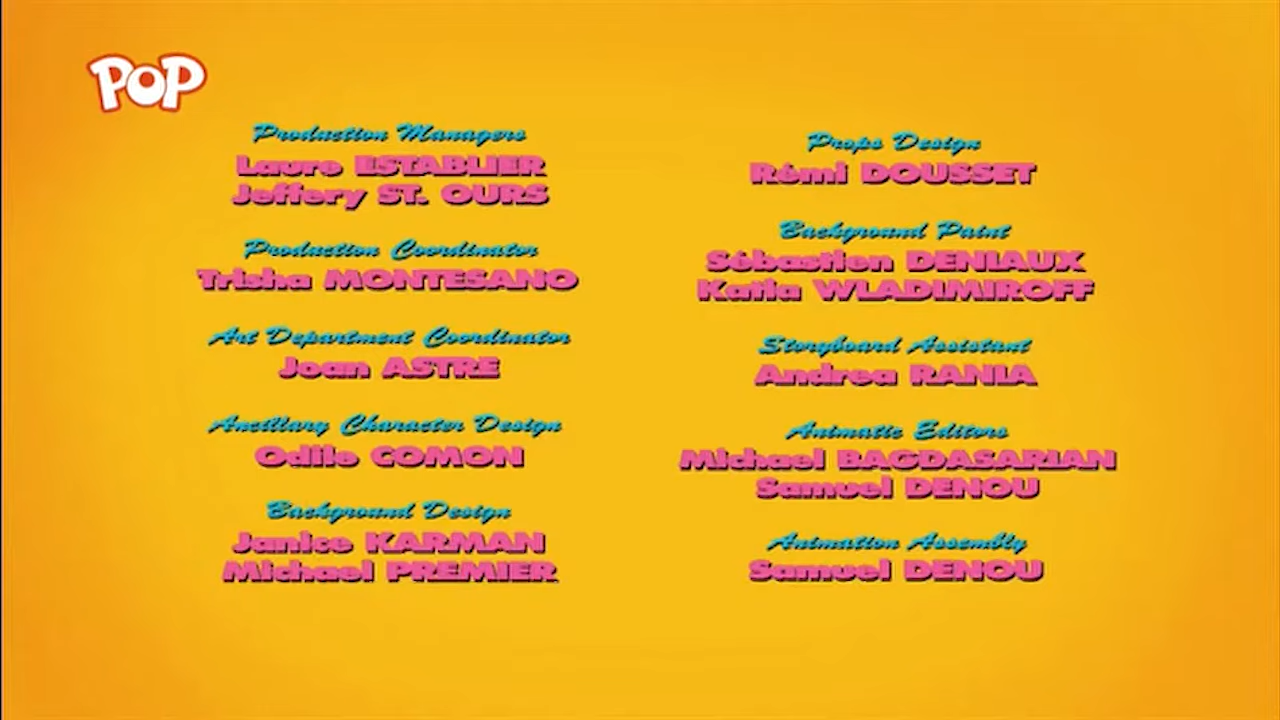 POP
Production Managers
Laure ESTABLIER
Jeffery ST. OURS
Production Coordinator
Trisha MONTESANO
Art Department Coordinator
Joan ASTRE
Ancillary Character Design
Odile COMON
Background Design
Janice KARMAN
Michael PREMIER
Props Design
Rémi DOUSSET
Background Paint
Sébastien DENIAUX
Katia WLADIMIROFF
Storyboard Assistant
Andrea RANIA
Animatic Editors
Michael BAGDASARIAN
Samuel DENOU
Animation Assembly
Samuel DENOU